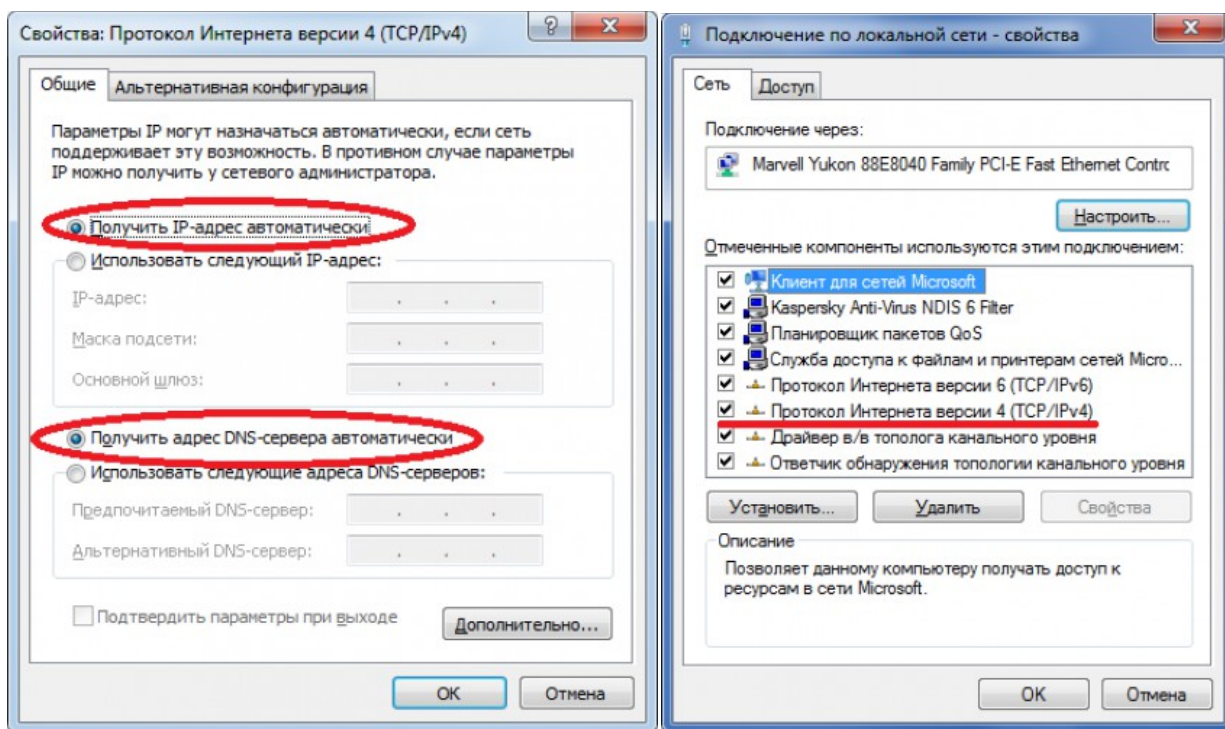 Свойства: Протокол Интернета версии 4 (TCP/IPv4)
Общие
Альтернативная конфигурация
Параметры IP могут назначаться автоматически, если сеть
поддерживает эту возможность. В противном случае параметры
IP можно получить у сетевого администратора.
Получить IP-адрес автоматически
Использовать следующий IP-адрес:
IP-адрес:
Маска подсети:
Основной шлюз:
Получить адрес DNS-сервера автоматически
Использовать следующие адреса DNS-серверов:
Предпочитаемый DNS-сервер:
Альтернативный DNS-сервер:
Подтвердить параметры при выходе
Дополнительно...
OK
Отмена
Подключение по локальной сети - свойства
Сеть
Доступ
Подключение через:
Marvell Yukon 88E8040 Family PCI-E Fast Ethernet Contrc
Настроить...
Отмеченные компоненты используются этим подключением:
Клиент для сетей Microsoft
Kaspersky Anti-Virus NDIS 6 Filter
Планировщик пакетов QoS
Служба доступа к файлам и принтерам сетей Micro...
Протокол Интернета версии 6 (TCP/IPv6)
Протокол Интернета версии 4 (TCP/IPv4)
Драйвер в/в тополога канального уровня
Ответчик обнаружения топологии канального уровня
Установить...
Удалить
Свойства
Описание
Позволяет данному компьютеру получать доступ к
ресурсам в сети Microsoft.
OK
Отмена